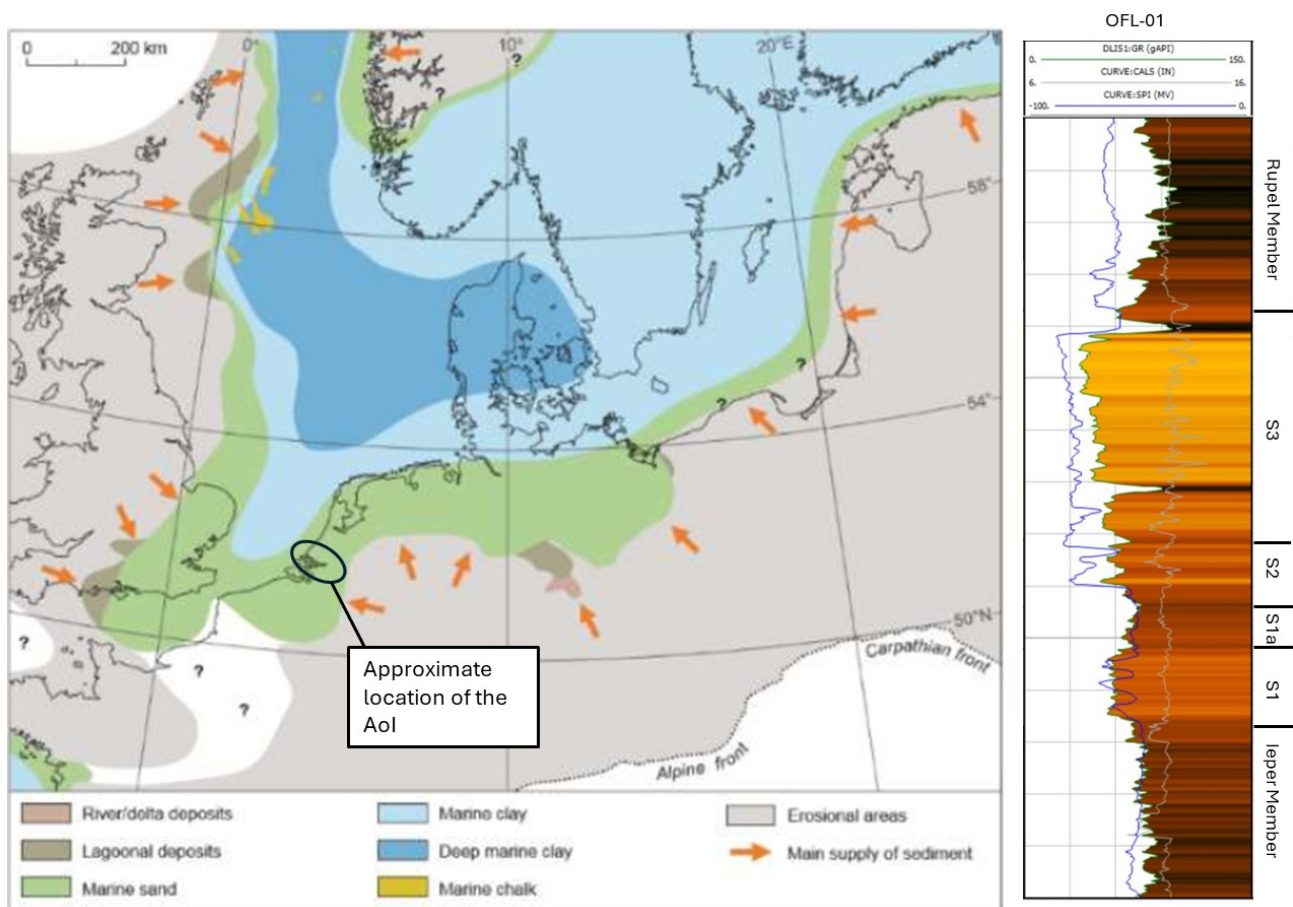 0 200 km
0°
10°
20°E
58°
54°
50°N
?
?
?
?
?
?
?
Carpathian front
Alpine front
Approximate
location of the
AoI
River/delta deposits
Lagoonal deposits
Marine sand
Marine clay
Deep marine clay
Marine chalk
Erosional areas
Main supply of sediment
OFL-01
DLIS1:GR (gAPI)
0. 150.
CURVE:CALS (IN)
6. 16.
CURVE:SPI (MV)
-100. 0.
Rupel Member
S3
S2
S1a
S1
Ieper Member